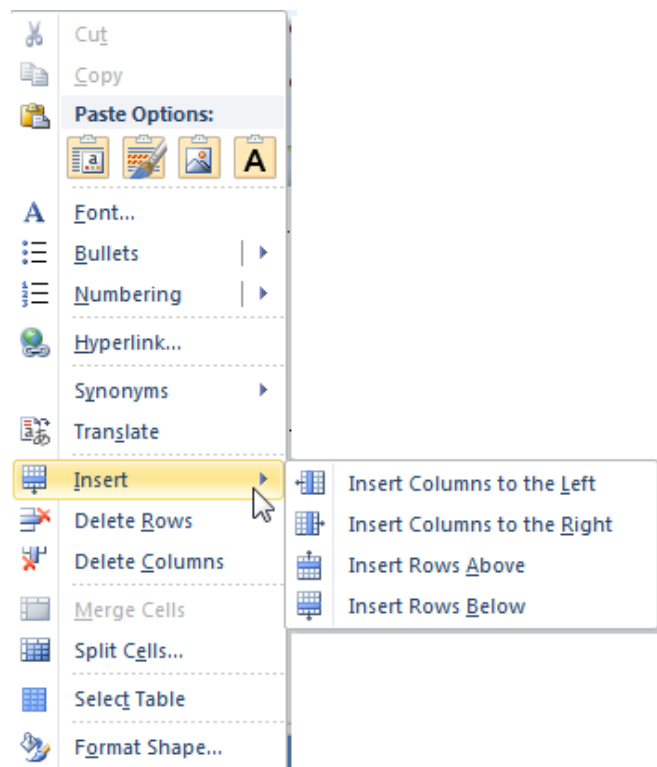 Cut
Copy
Paste Options:
A
Font...
Bullets
Numbering
Hyperlink...
Synonyms
Translate
Insert
Delete Rows
Delete Columns
Merge Cells
Split Cells...
Select Table
Format Shape...
Insert Columns to the Left
Insert Columns to the Right
Insert Rows Above
Insert Rows Below